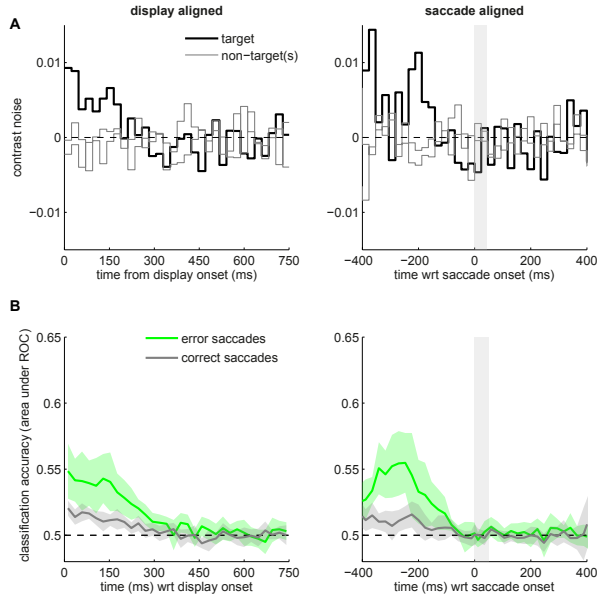 display aligned
saccade aligned
A
target
non−target(s)
contrast noise
0.01
0
−0.01
0 150 300 450 600 750
time from display onset (ms)
0.01
0
−0.01
−400 −200 0 200 400
time wrt saccade onset (ms)
B
error saccades
correct saccades
classification accuracy (area under ROC)
0.65
0.6
0.55
0.5
0 150 300 450 600 750
time (ms) wrt display onset
0.65
0.6
0.55
0.5
−400 −200 0 200 400
time (ms) wrt saccade onset